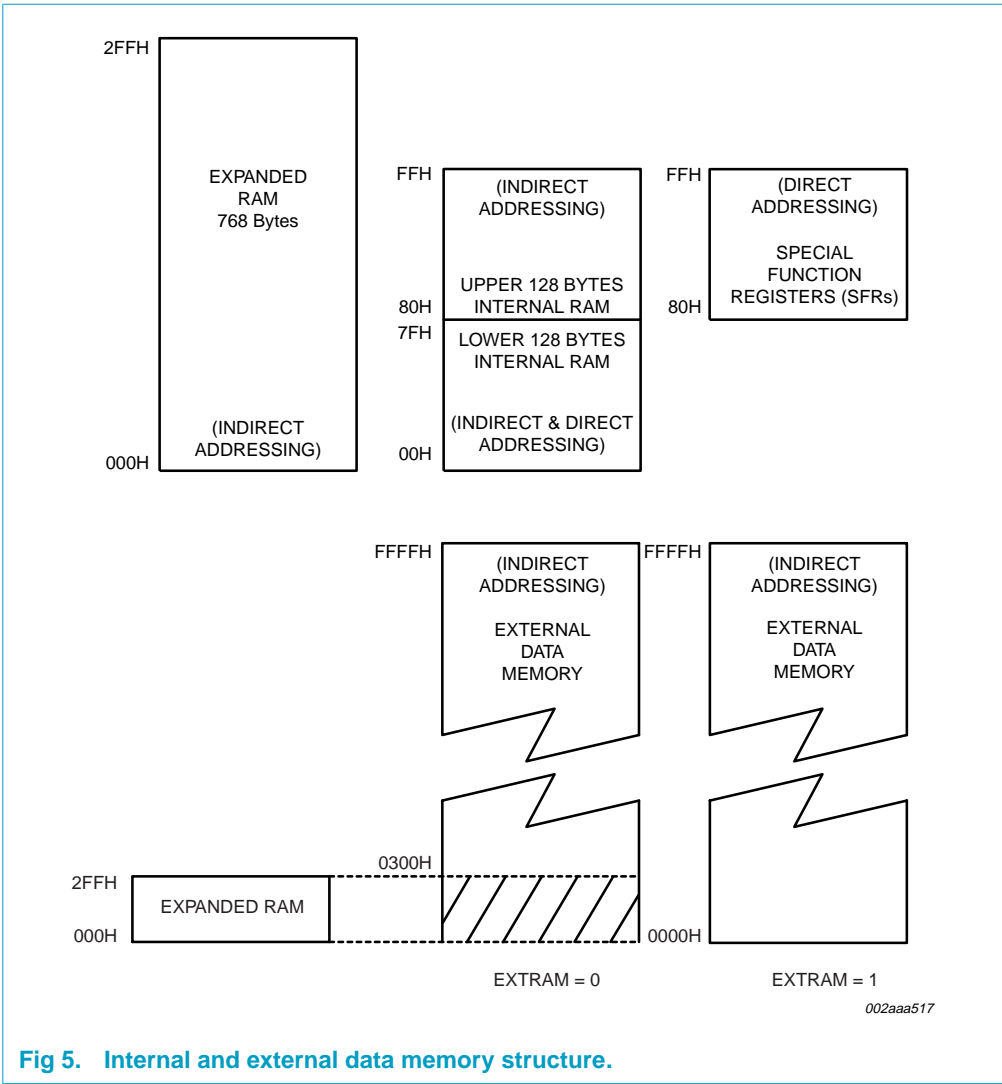 2FFH
EXPANDED
RAM
768 Bytes
(INDIRECT
ADDRESSING)
000H
FFH
(INDIRECT
ADDRESSING)
UPPER 128 BYTES
INTERNAL RAM
80H
7FH
LOWER 128 BYTES
INTERNAL RAM
(INDIRECT & DIRECT
ADDRESSING)
00H
FFH
(DIRECT
ADDRESSING)
SPECIAL
FUNCTION
REGISTERS (SFRs)
80H
FFFFH
(INDIRECT
ADDRESSING)
EXTERNAL
DATA
MEMORY
FFFFH
(INDIRECT
ADDRESSING)
EXTERNAL
DATA
MEMORY
2FFH
EXPANDED RAM
000H
0300H
0000H
EXTRAM = 0
EXTRAM = 1
002aaa517
Fig 5. Internal and external data memory structure.